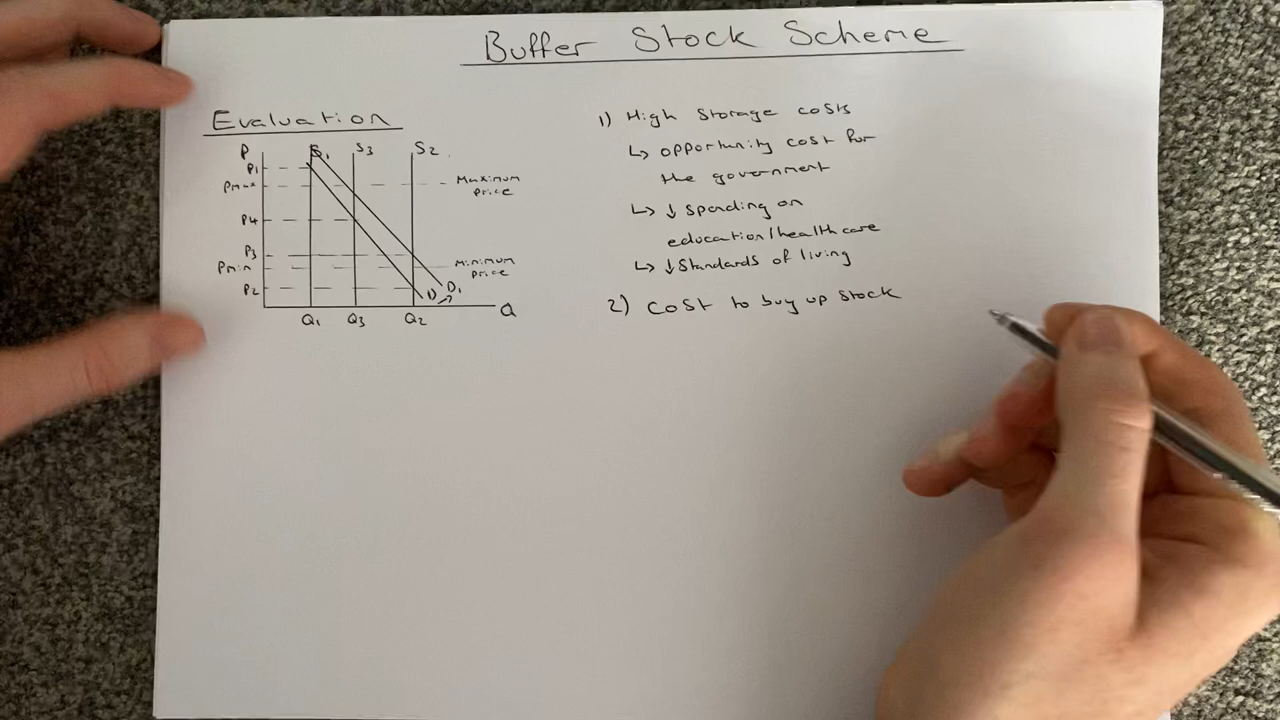 Buffer Stock Scheme
Evaluation
P
S1 S3 S2
P1
Pmax
Maximum
Price
P4
P3
Pmin
Minimum
Price
P2
D D1
Q1 Q3 Q2 Q
1) High Storage costs
↳ opportunity cost for
the government
↳ ↓ spending on
education/health care
↳ ↓ Standards of living
2) Cost to buy up stock